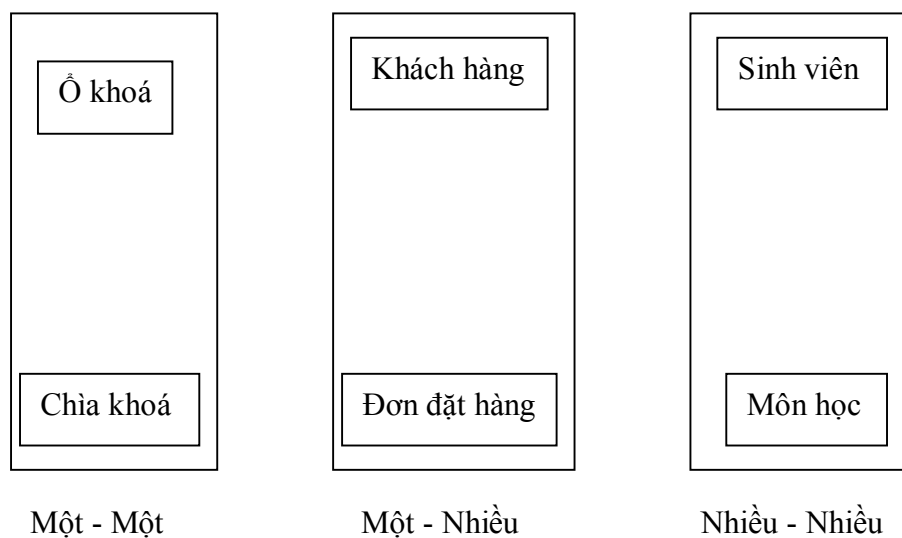 Ổ khoá
Chìa khoá
Một - Một
Khách hàng
Đơn đặt hàng
Một - Nhiều
Sinh viên
Môn học
Nhiều - Nhiều